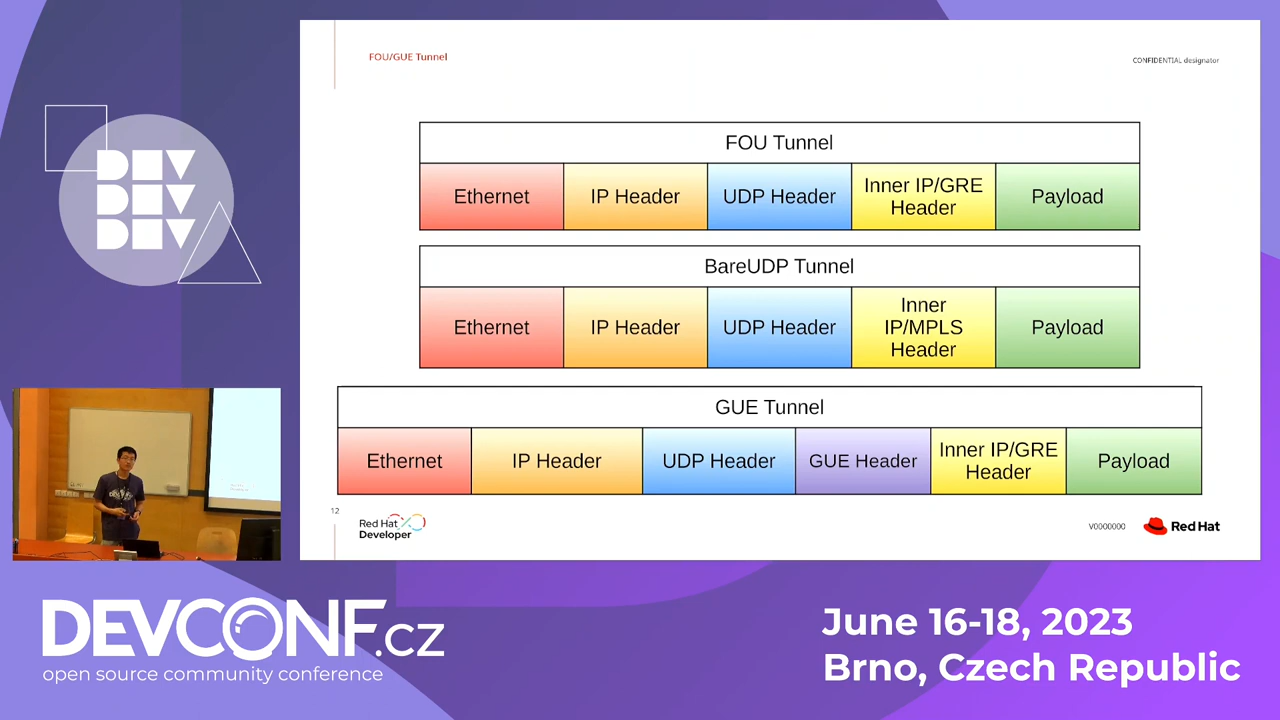 FOU/GUE Tunnel
CONFIDENTIAL designator
FOU Tunnel
Ethernet
IP Header
UDP Header
Inner IP/GRE
Header
Payload
BareUDP Tunnel
Ethernet
IP Header
UDP Header
Inner
IP/MPLS
Header
Payload
GUE Tunnel
Ethernet
IP Header
UDP Header
GUE Header
Inner IP/GRE
Header
Payload
12
Red Hat
Developer
V0000000
Red Hat
DEV
DEV
DEV
DEVCONF.cz
open source community conference
June 16-18, 2023
Brno, Czech Republic